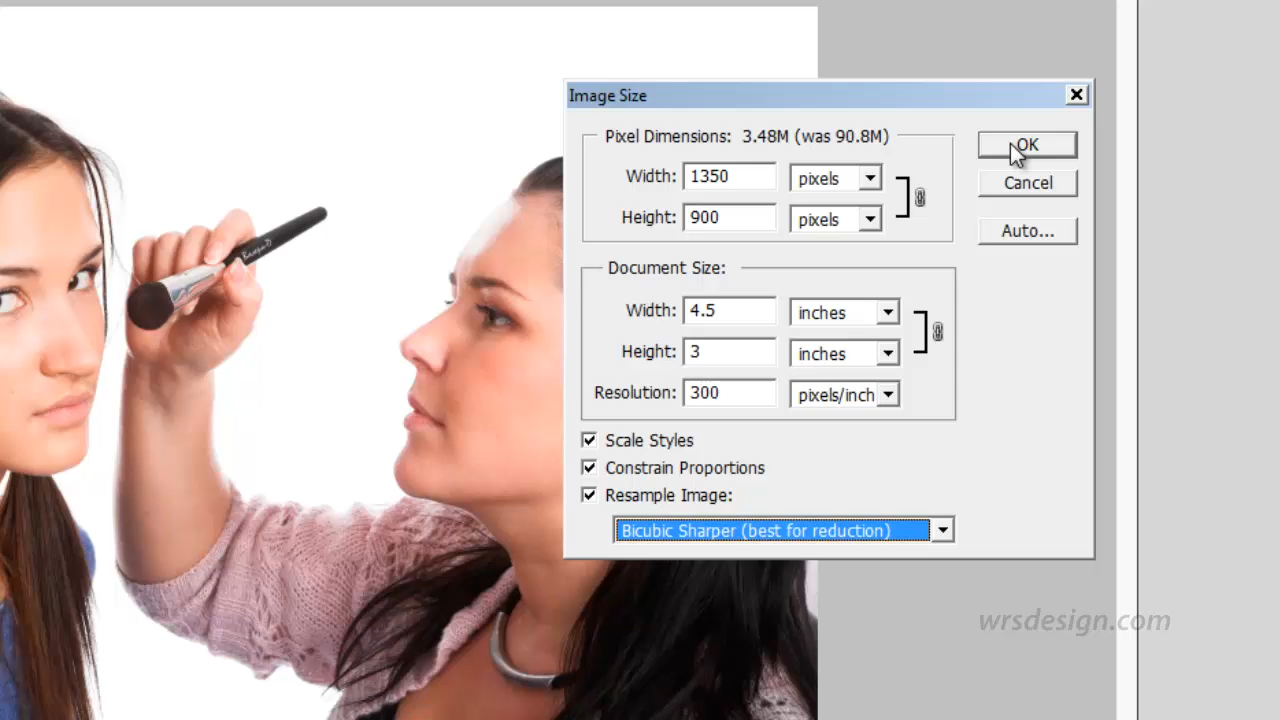 Image Size
Pixel Dimensions: 3.48M (was 90.8M)
Width: 1350 pixels
Height: 900 pixels
OK
Cancel
Auto...
Document Size:
Width: 4.5 inches
Height: 3 inches
Resolution: 300 pixels/inch
Scale Styles
Constrain Proportions
Resample Image:
Bicubic Sharper (best for reduction)
wrsdesign.com